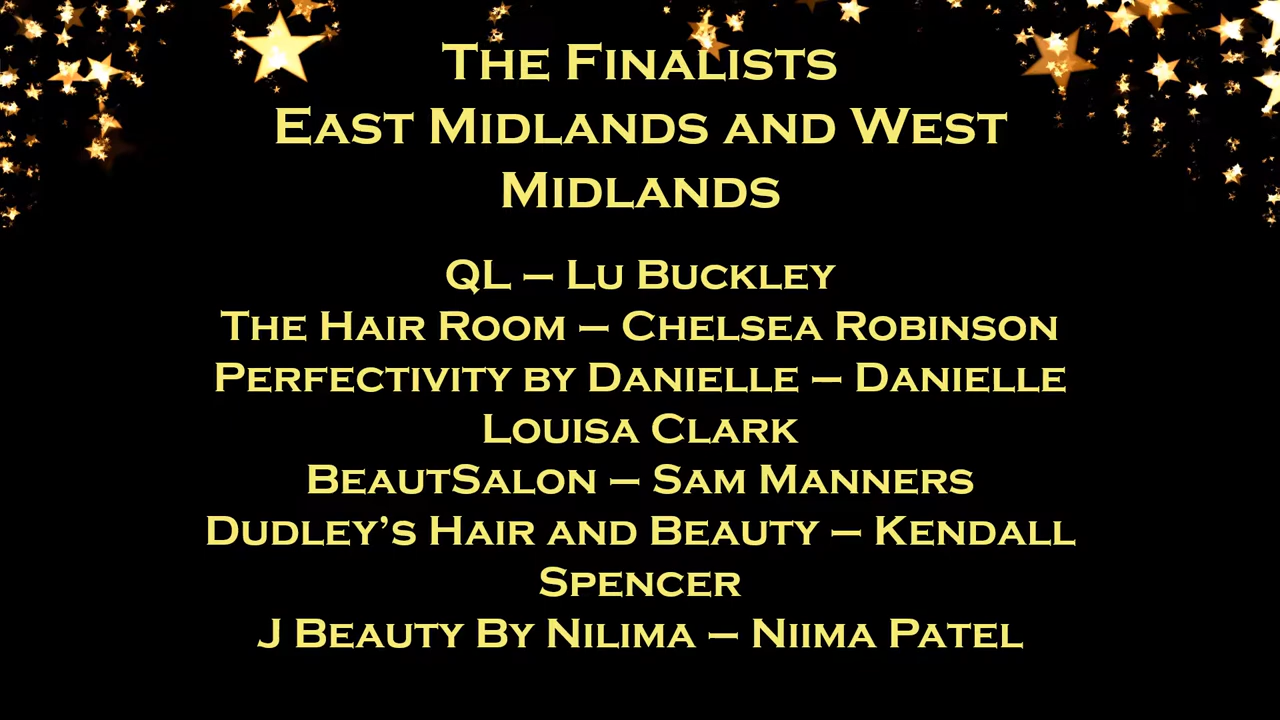 The Finalists
East Midlands and West
Midlands
QL – Lu Buckley
The Hair Room – Chelsea Robinson
Perfectivity by Danielle – Danielle
Louisa Clark
BeautSalon – Sam Manners
Dudley’s Hair and Beauty – Kendall
Spencer
J Beauty By Nilima – Niima Patel